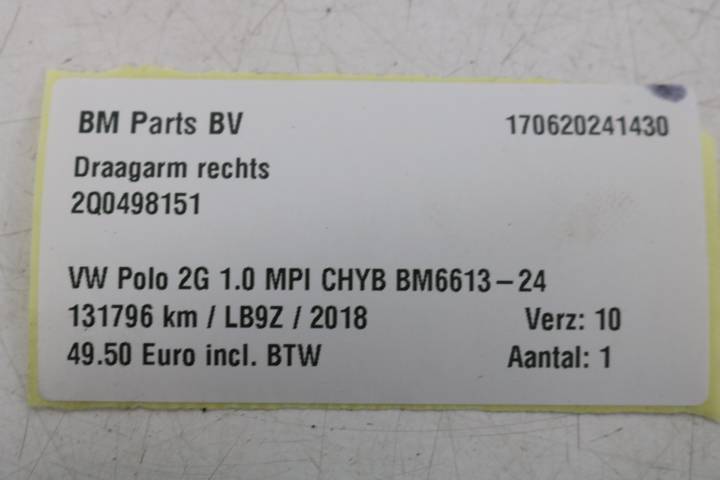 BM Parts BV 170620241430
Draagarm rechts
2Q0498151
VW Polo 2G 1.0 MPI CHYB BM6613-24
131796 km / LB9Z / 2018 Verz: 10
49.50 Euro incl. BTW Aantal: 1